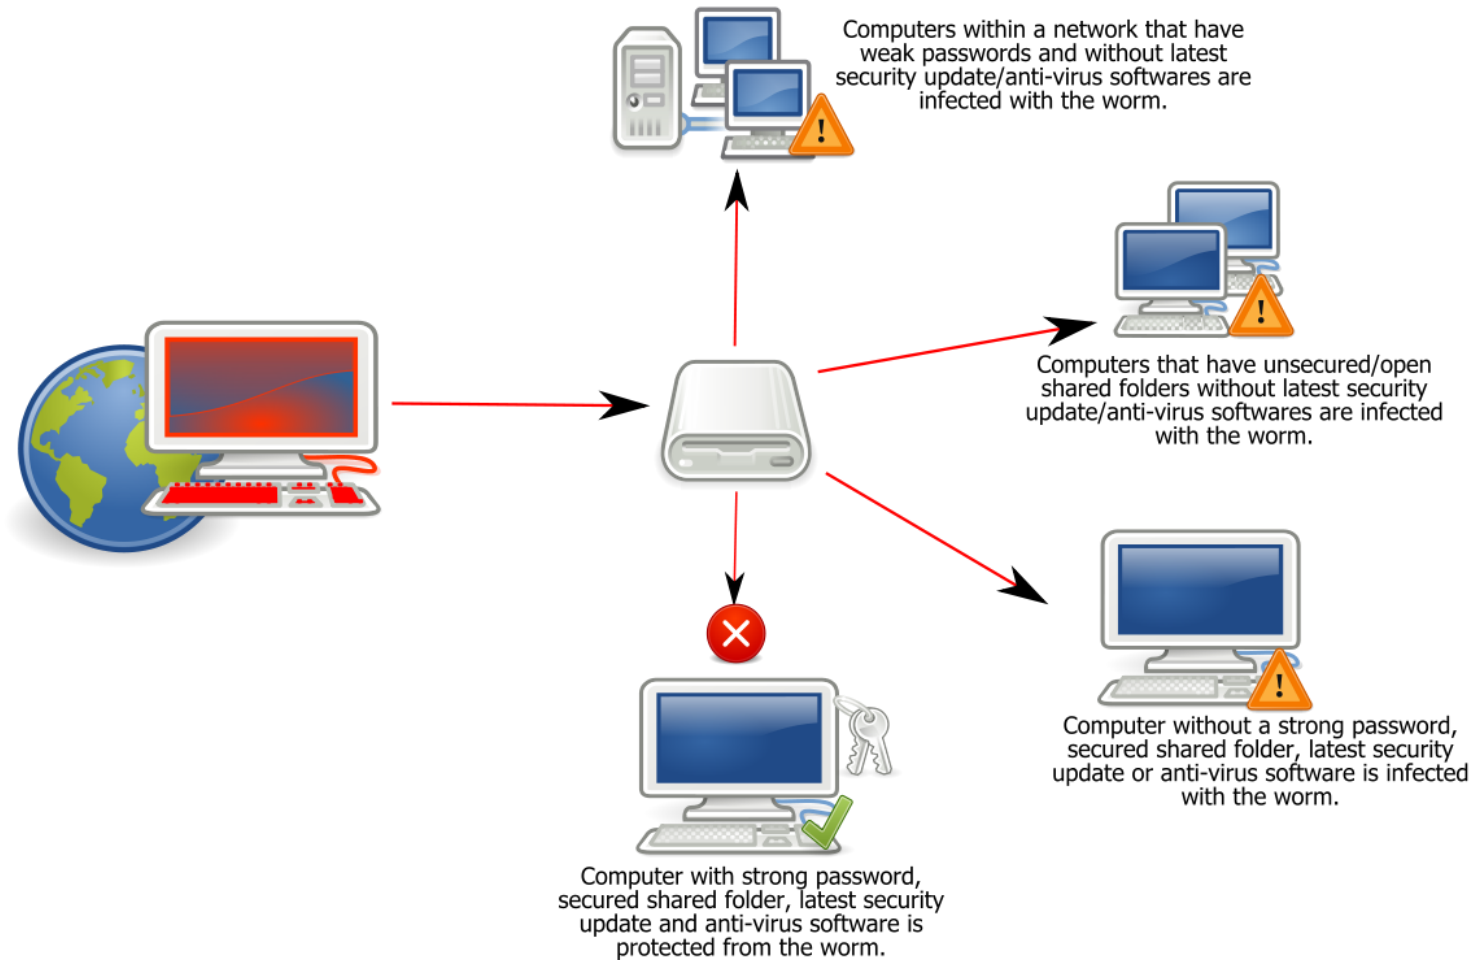 Computers within a network that have
weak passwords and without latest
security update/anti-virus softwares are
infected with the worm.
Computers that have unsecured/open
shared folders without latest security
update/anti-virus softwares are infected
with the worm.
Computer without a strong password,
secured shared folder, latest security
update or anti-virus software is infected
with the worm.
Computer with strong password,
secured shared folder, latest security
update and anti-virus software is
protected from the worm.